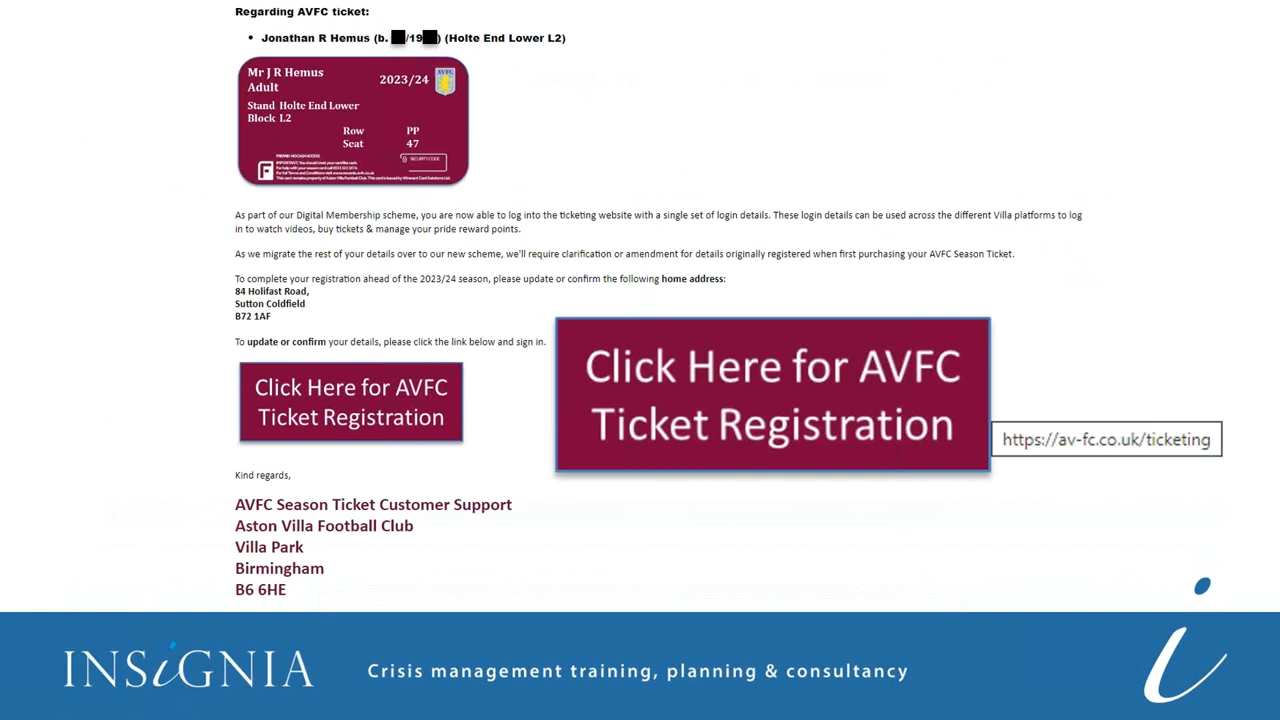 Regarding AVFC ticket:
• Jonathan R Hemus (b. /19 ) (Holte End Lower L2)
Mr J R Hemus
Adult
2023/24
AVFC
Stand Holte End Lower
Block L2
Row PP
Seat 47
SECURITY CODE
As part of our Digital Membership scheme, you are now able to log into the ticketing website with a single set of login details. These login details can be used across the different Villa platforms to log
in to watch videos, buy tickets & manage your pride reward points.
As we migrate the rest of your details over to our new scheme, we'll require clarification or amendment for details originally registered when first purchasing your AVFC Season Ticket.
To complete your registration ahead of the 2023/24 season, please update or confirm the following home address:
84 Holifast Road,
Sutton Coldfield
B72 1AF
To update or confirm your details, please click the link below and sign in.
Click Here for AVFC
Ticket Registration
Click Here for AVFC
Ticket Registration
https://av-fc.co.uk/ticketing
Kind regards,
AVFC Season Ticket Customer Support
Aston Villa Football Club
Villa Park
Birmingham
B6 6HE
INSiGNIA
Crisis management training, planning & consultancy
i